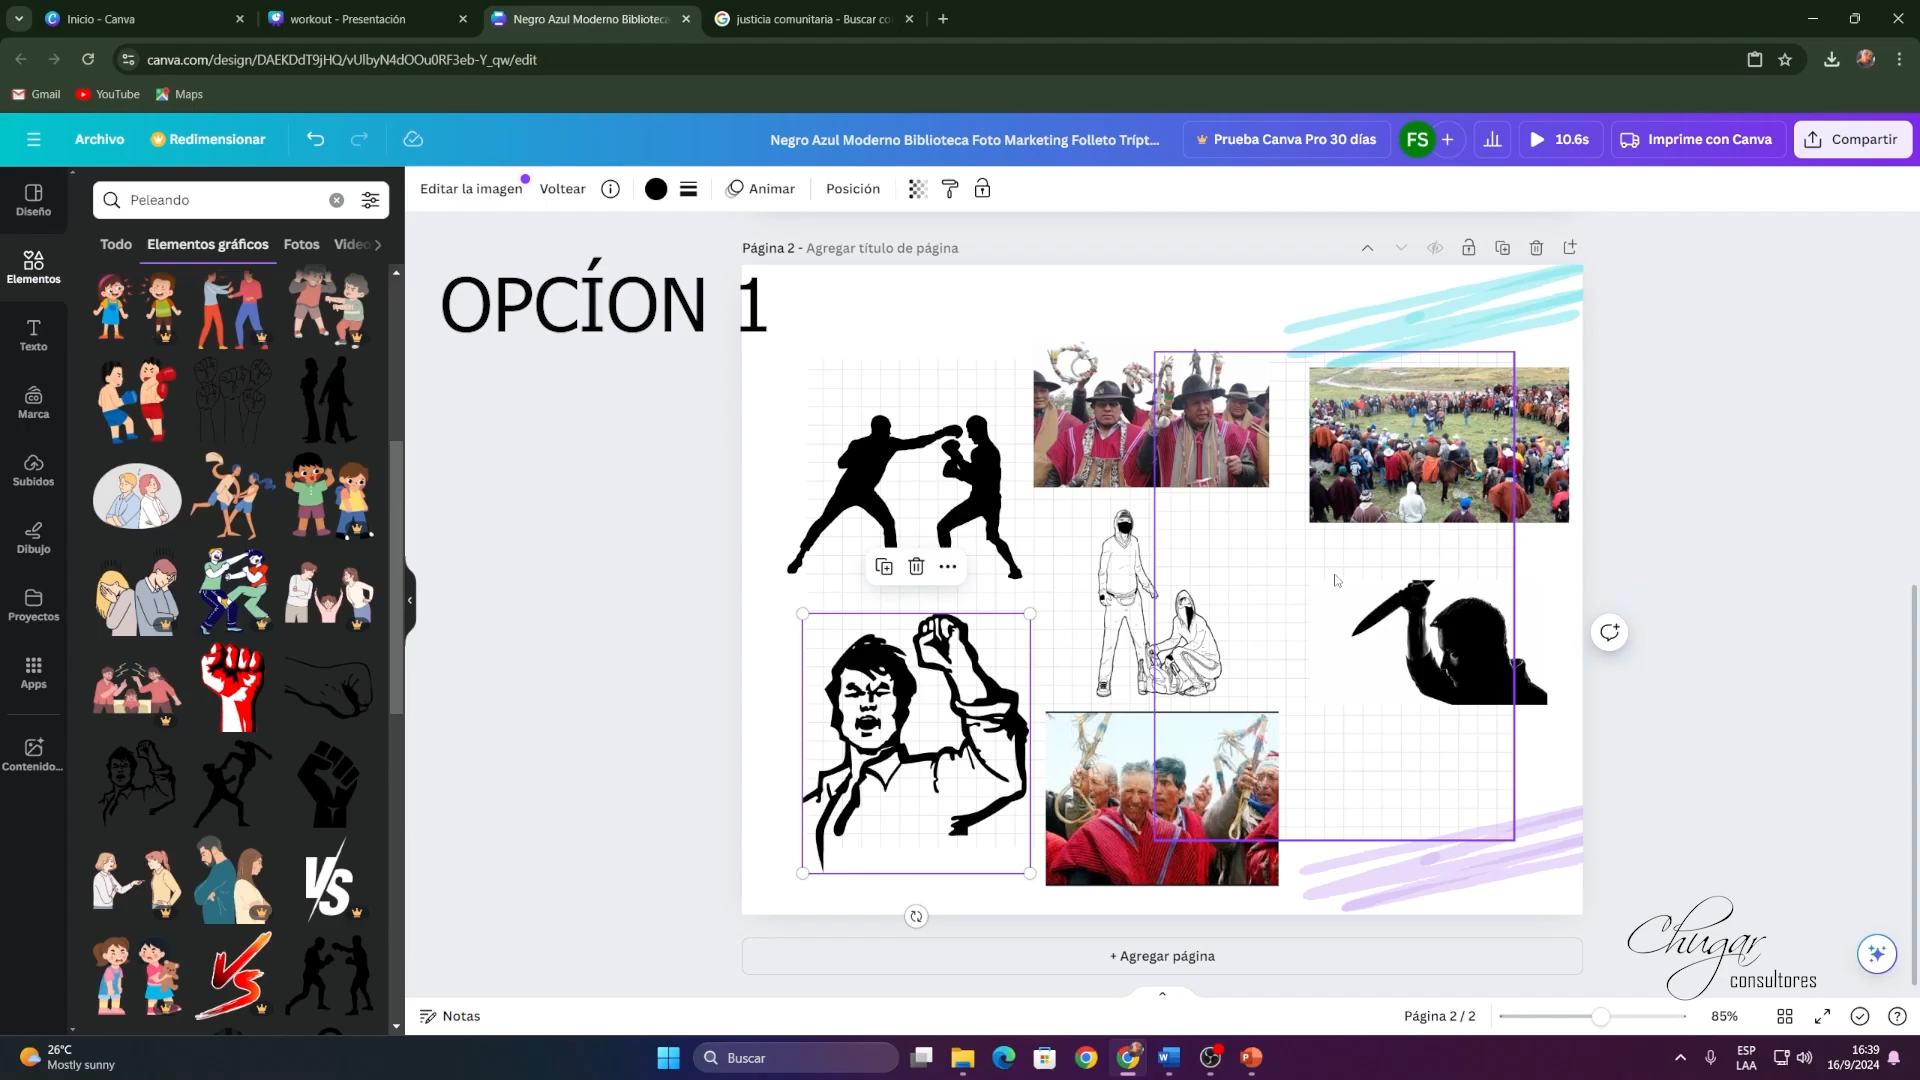 Inicio - Canva
workout - Presentación
Negro Azul Moderno Biblioteca
justicia comunitaria - Buscar co
canva.com/design/DAEKDdT9jHQ/vUlbyN4dOOu0RF3eb-Y_qw/edit
Gmail
YouTube
Maps
Archivo
Redimensionar
Negro Azul Moderno Biblioteca Foto Marketing Folleto Trípt...
Prueba Canva Pro 30 días
FS
10.6s
Imprime con Canva
Compartir
Diseño
Elementos
Texto
Marca
Subidos
Dibujo
Proyectos
Apps
Contenido...
Peleando
Todo
Elementos gráficos
Fotos
Video
VS
VS
Editar la imagen
Voltear
Animar
Posición
Página 2 - Agregar título de página
OPCÍON 1
+ Agregar página
Chugar
consultores
Notas
Página 2 / 2
85%
26°C
Mostly sunny
Buscar
ESP
LAA
16:39
16/9/2024